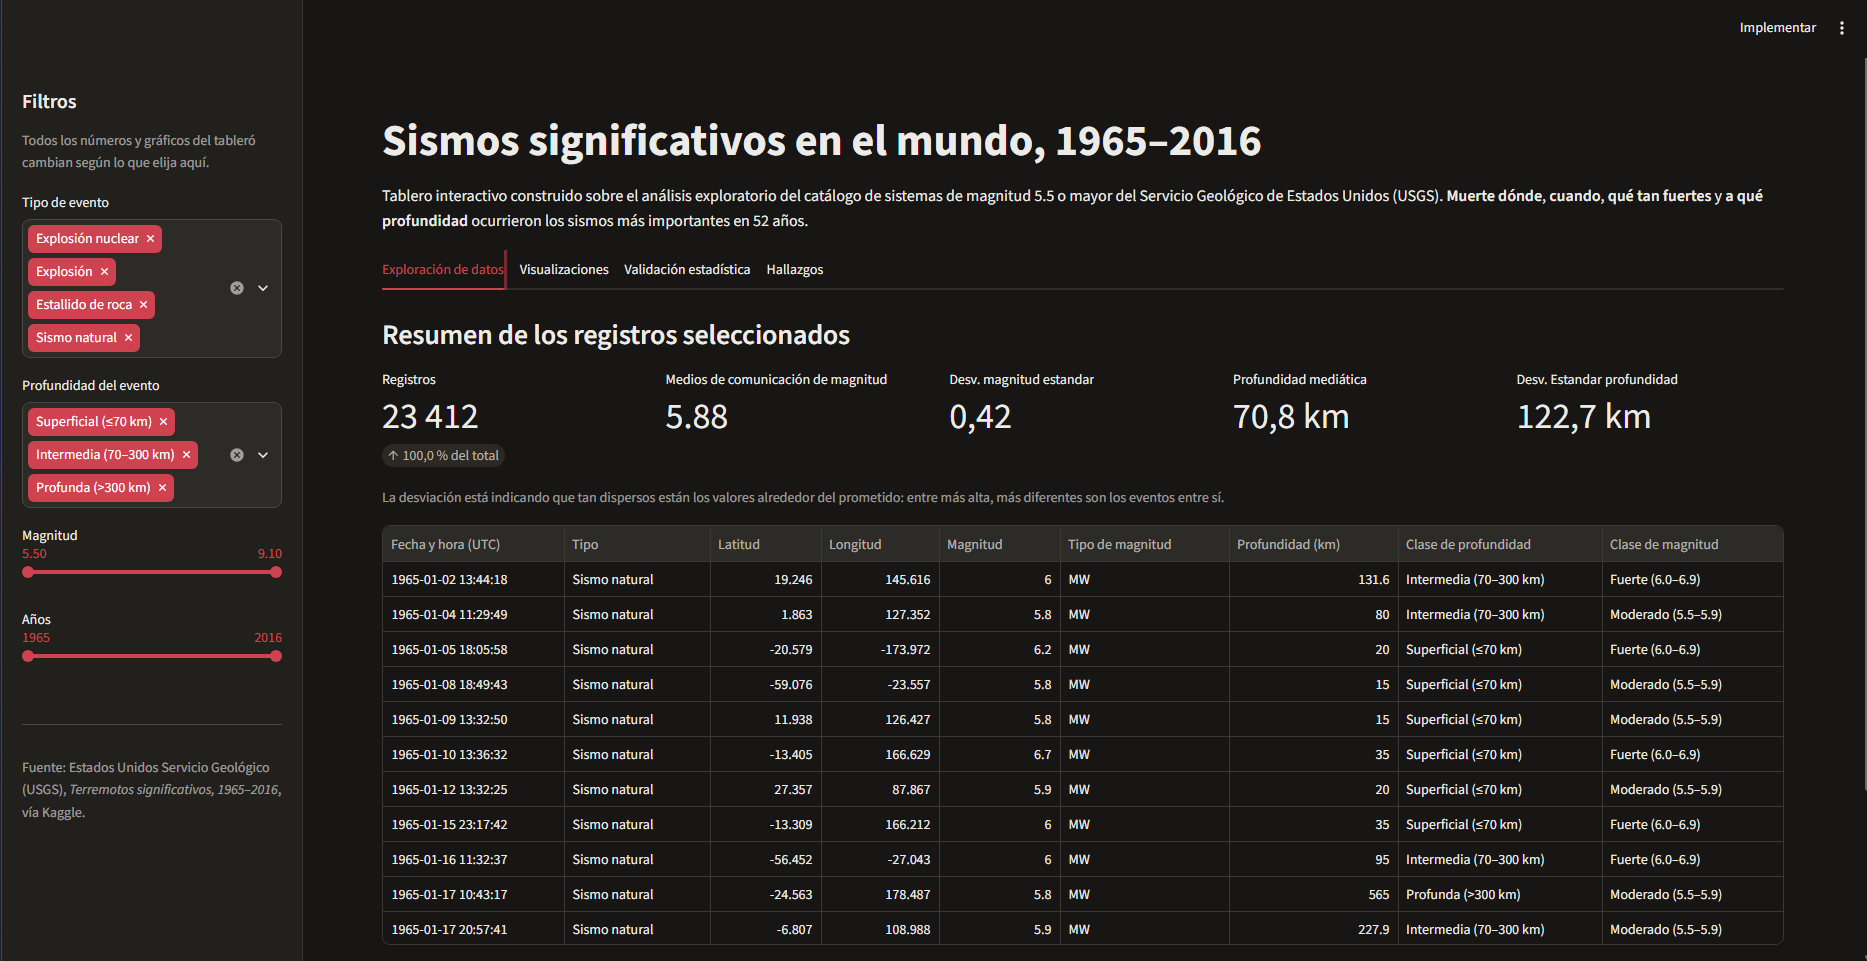 Implementar
Filtros
Todos los números y gráficos del tableró
cambian según lo que elija aquí.
Tipo de evento
Explosión nuclear
Explosión
Estallido de roca
Sismo natural
Profundidad del evento
Superficial (≤70 km)
Intermedia (70–300 km)
Profunda (>300 km)
Magnitud
5.50 9.10
Años
1965 2016
Fuente: Estados Unidos Servicio Geológico
(USGS), Terremotos significativos, 1965–2016,
vía Kaggle.
Sismos significativos en el mundo, 1965–2016
Tablero interactivo construido sobre el análisis exploratorio del catálogo de sistemas de magnitud 5.5 o mayor del Servicio Geológico de Estados Unidos (USGS). Muerte dónde, cuando, qué tan fuertes y a qué
profundidad ocurrieron los sismos más importantes en 52 años.
Exploración de datos Visualizaciones Validación estadística Hallazgos
Resumen de los registros seleccionados
Registros Medios de comunicación de magnitud Desv. magnitud estandar Profundidad mediática Desv. Estandar profundidad
23 412 5.88 0,42 70,8 km 122,7 km
↑ 100,0 % del total
La desviación está indicando que tan dispersos están los valores alrededor del prometido: entre más alta, más diferentes son los eventos entre sí.
Fecha y hora (UTC) Tipo Latitud Longitud Magnitud Tipo de magnitud Profundidad (km) Clase de profundidad Clase de magnitud
1965-01-02 13:44:18 Sismo natural 19.246 145.616 6 MW 131.6 Intermedia (70–300 km) Fuerte (6.0–6.9)
1965-01-04 11:29:49 Sismo natural 1.863 127.352 5.8 MW 80 Intermedia (70–300 km) Moderado (5.5–5.9)
1965-01-05 18:05:58 Sismo natural -20.579 -173.972 6.2 MW 20 Superficial (≤70 km) Fuerte (6.0–6.9)
1965-01-08 18:49:43 Sismo natural -59.076 -23.557 5.8 MW 15 Superficial (≤70 km) Moderado (5.5–5.9)
1965-01-09 13:32:50 Sismo natural 11.938 126.427 5.8 MW 15 Superficial (≤70 km) Moderado (5.5–5.9)
1965-01-10 13:36:32 Sismo natural -13.405 166.629 6.7 MW 35 Superficial (≤70 km) Fuerte (6.0–6.9)
1965-01-12 13:32:25 Sismo natural 27.357 87.867 5.9 MW 20 Superficial (≤70 km) Moderado (5.5–5.9)
1965-01-15 23:17:42 Sismo natural -13.309 166.212 6 MW 35 Superficial (≤70 km) Fuerte (6.0–6.9)
1965-01-16 11:32:37 Sismo natural -56.452 -27.043 6 MW 95 Intermedia (70–300 km) Fuerte (6.0–6.9)
1965-01-17 10:43:17 Sismo natural -24.563 178.487 5.8 MW 565 Profunda (>300 km) Moderado (5.5–5.9)
1965-01-17 20:57:41 Sismo natural -6.807 108.988 5.9 MW 227.9 Intermedia (70–300 km) Moderado (5.5–5.9)